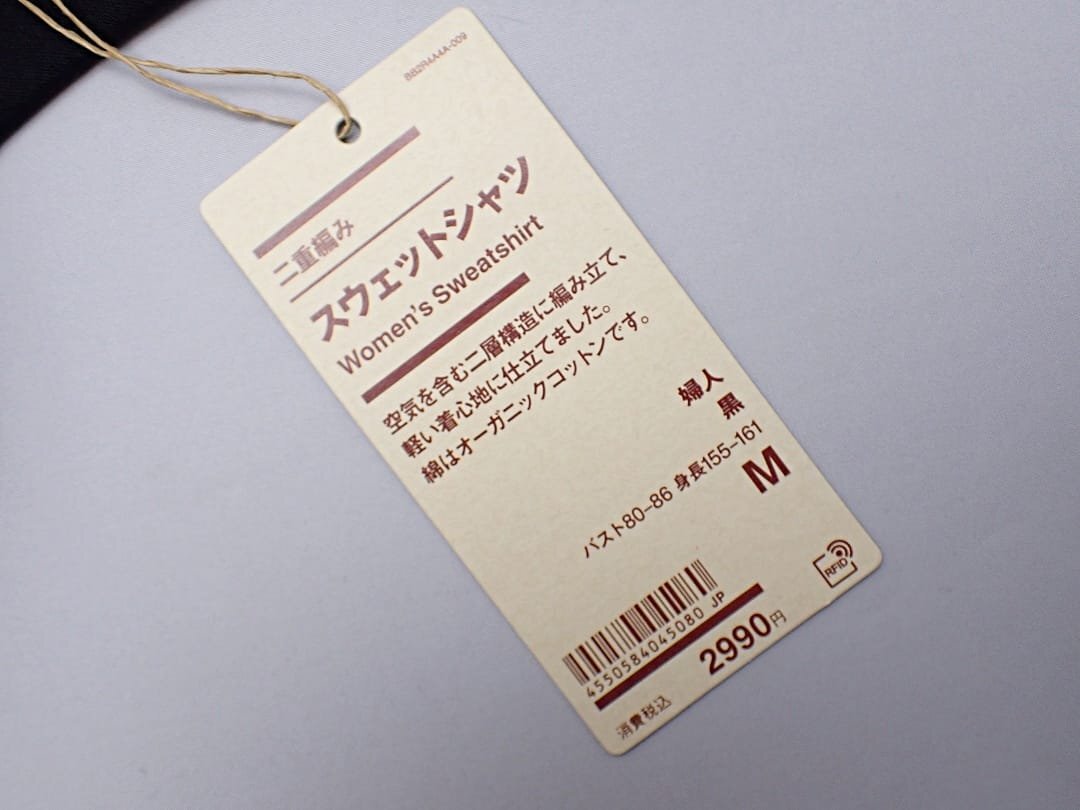 BB2R4A4A-009
二重編み
スウェットシャツ
Women's Sweatshirt
空気を含む二層構造に編み立て、
軽い着心地に仕立てました。
綿はオーガニックコットンです。
婦人
黒
バスト80-86 身長155-161
M
RFID
4550584045080 JP
2990円
消費税込